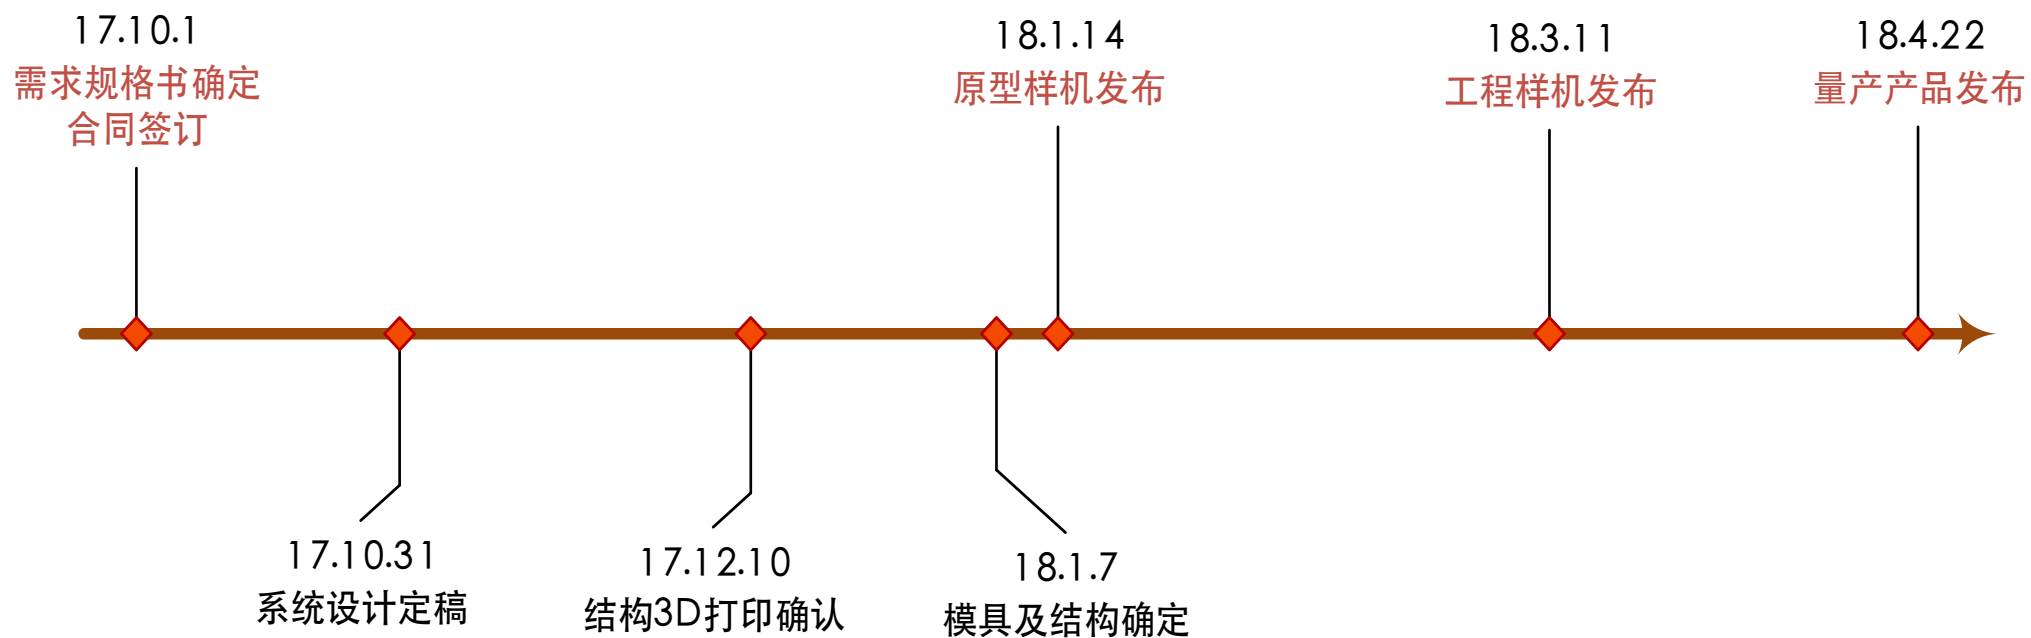 17.10.1
需求规格书确定
合同签订
18.1.14
原型样机发布
18.3.11
工程样机发布
18.4.22
量产产品发布
17.10.31
系统设计定稿
17.12.10
结构3D打印确认
18.1.7
模具及结构确定